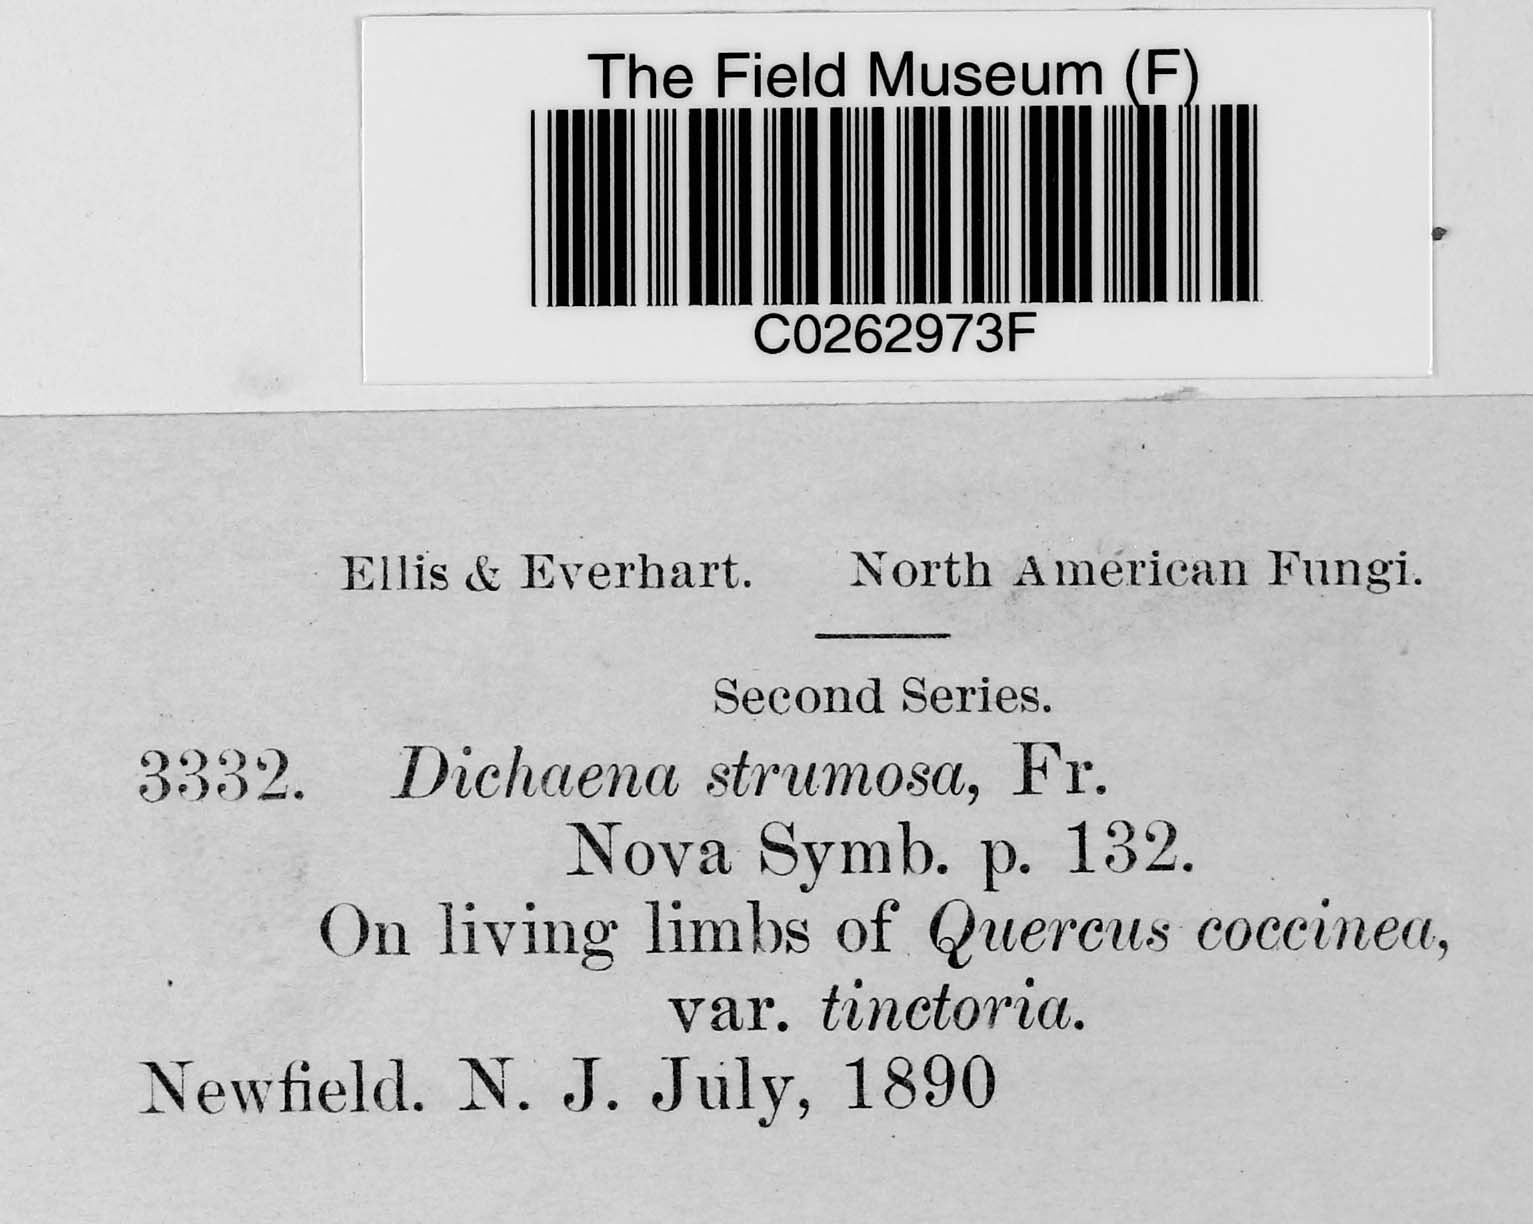 The Field Museum (F)
C0262973F
Ellis & Everhart. North American Fungi.
Second Series.
3332. Dichaena strumosa, Fr.
Nova Symb. p. 132.
On living limbs of Quercus coccinea,
var. tinctoria.
Newfield. N. J. July, 1890